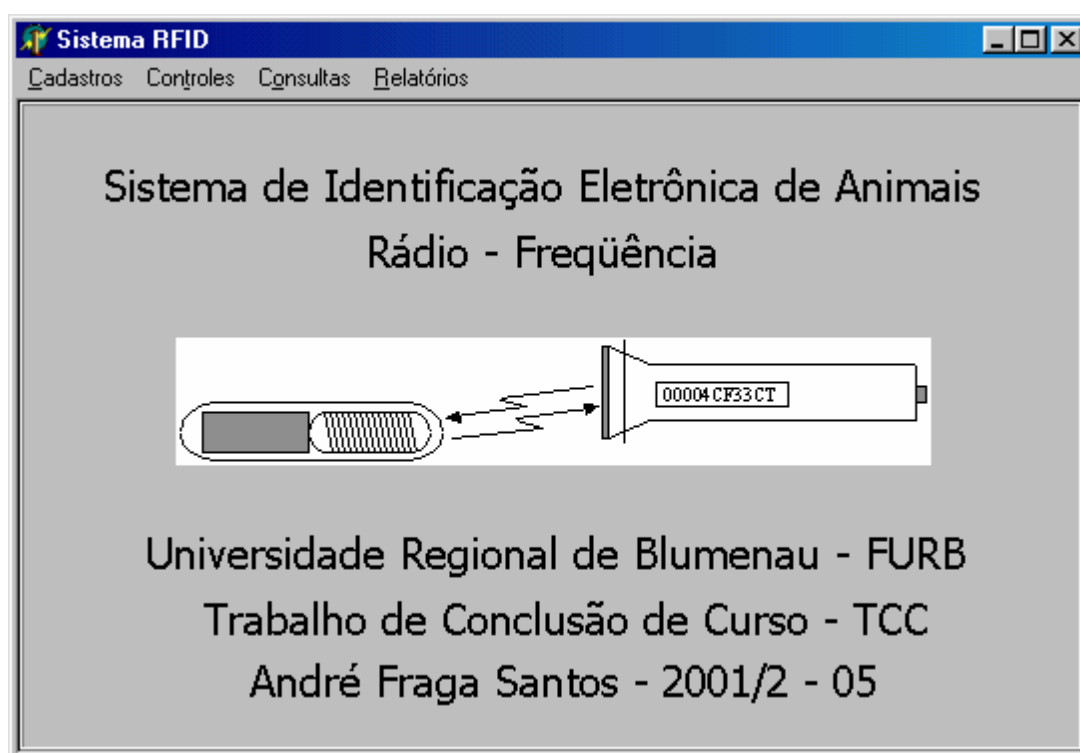 Sistema RFID
Cadastros Controles Consultas Relatórios
Sistema de Identificação Eletrônica de Animais
Rádio - Freqüência
00004CF33CT
Universidade Regional de Blumenau - FURB
Trabalho de Conclusão de Curso - TCC
André Fraga Santos - 2001/2 - 05